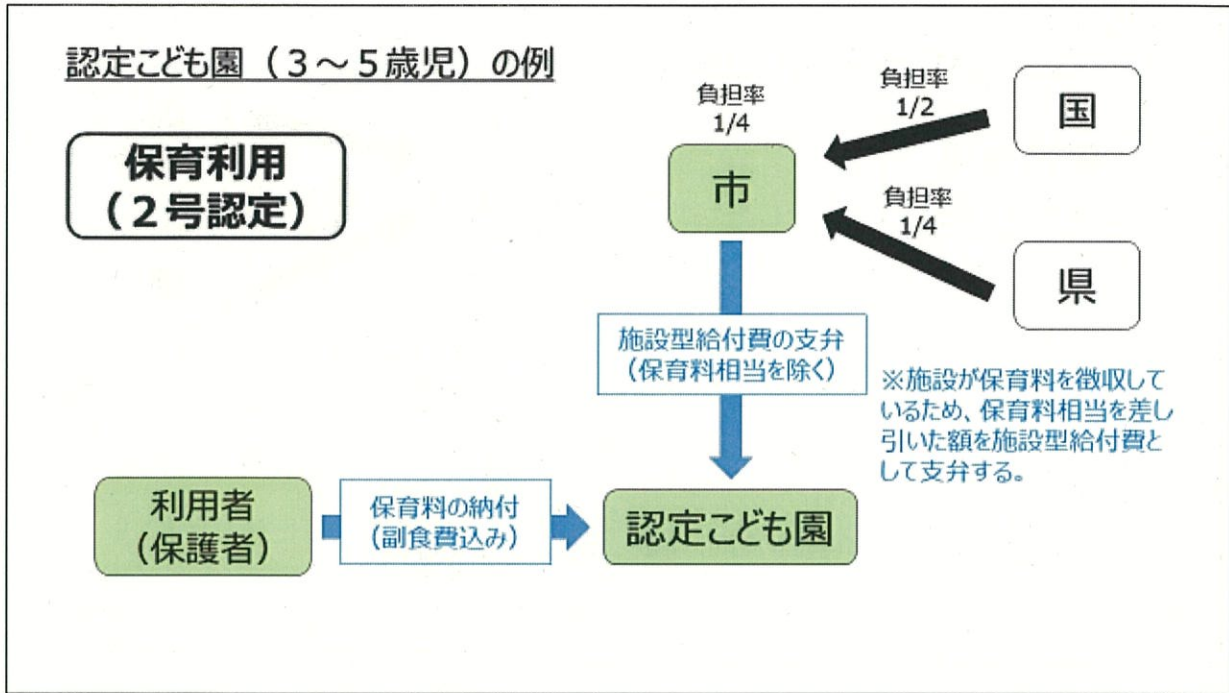 認定こども園（３～５歳児）の例
保育利用
（２号認定）
負担率
1/4
市
負担率
1/2
国
負担率
1/4
県
施設型給付費の支弁
（保育料相当を除く）
※施設が保育料を徴収して
いるため、保育料相当を差し
引いた額を施設型給付費と
して支弁する。
利用者
（保護者）
保育料の納付
（副食費込み）
認定こども園